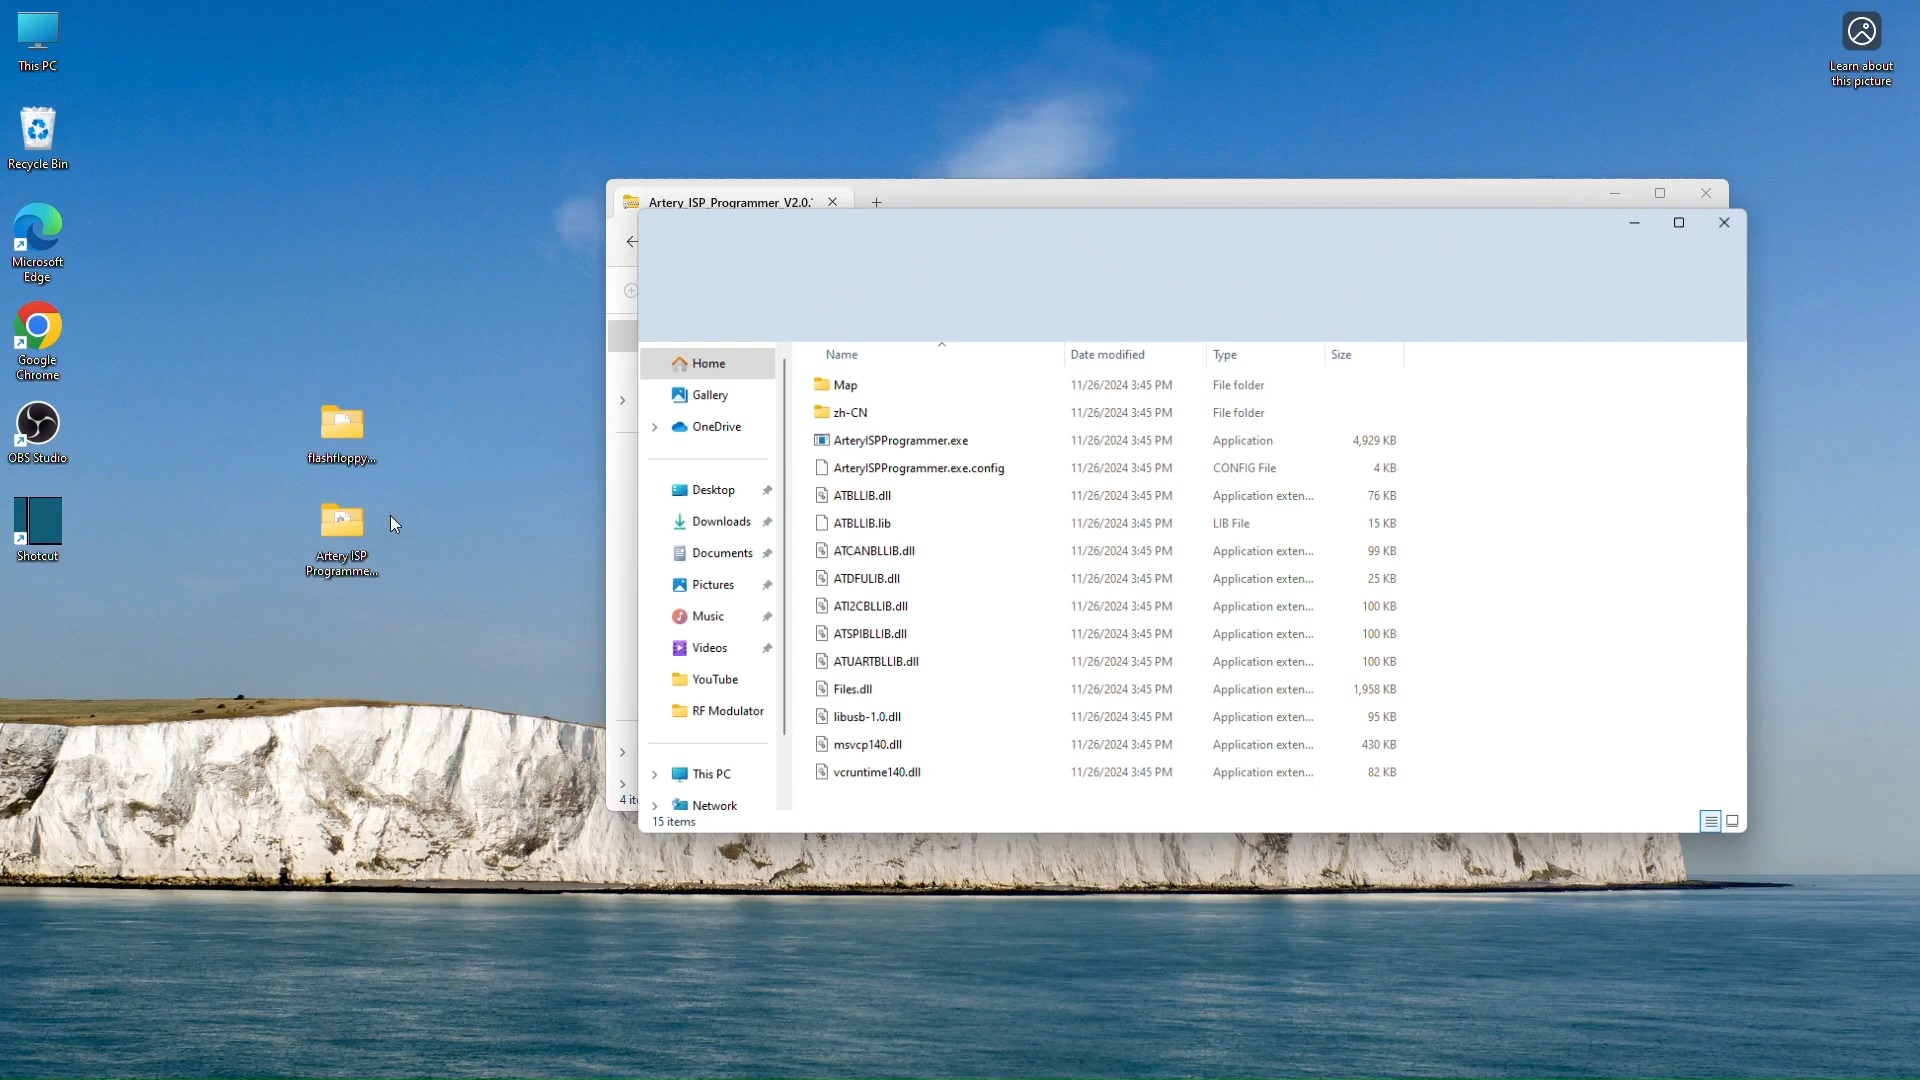 This PC
Recycle Bin
Microsoft
Edge
Google
Chrome
OBS Studio
Shotcut
flashfloppy...
Artery ISP
Programme...
Learn about
this picture
Artery_ISP_Programmer_V2.0.
4 it
Home
Gallery
OneDrive
Desktop
Downloads
Documents
Pictures
Music
Videos
YouTube
RF Modulator
This PC
Network
15 items
Name Date modified Type Size
Map 11/26/2024 3:45 PM File folder
zh-CN 11/26/2024 3:45 PM File folder
ArteryISPProgrammer.exe 11/26/2024 3:45 PM Application 4,929 KB
ArteryISPProgrammer.exe.config 11/26/2024 3:45 PM CONFIG File 4 KB
ATBLLIB.dll 11/26/2024 3:45 PM Application exten... 76 KB
ATBLLIB.lib 11/26/2024 3:45 PM LIB File 15 KB
ATCANBLLIB.dll 11/26/2024 3:45 PM Application exten... 99 KB
ATDFULIB.dll 11/26/2024 3:45 PM Application exten... 25 KB
ATI2CBLLIB.dll 11/26/2024 3:45 PM Application exten... 100 KB
ATSPIBLLIB.dll 11/26/2024 3:45 PM Application exten... 100 KB
ATUARTBLLIB.dll 11/26/2024 3:45 PM Application exten... 100 KB
Files.dll 11/26/2024 3:45 PM Application exten... 1,958 KB
libusb-1.0.dll 11/26/2024 3:45 PM Application exten... 95 KB
msvcp140.dll 11/26/2024 3:45 PM Application exten... 430 KB
vcruntime140.dll 11/26/2024 3:45 PM Application exten... 82 KB